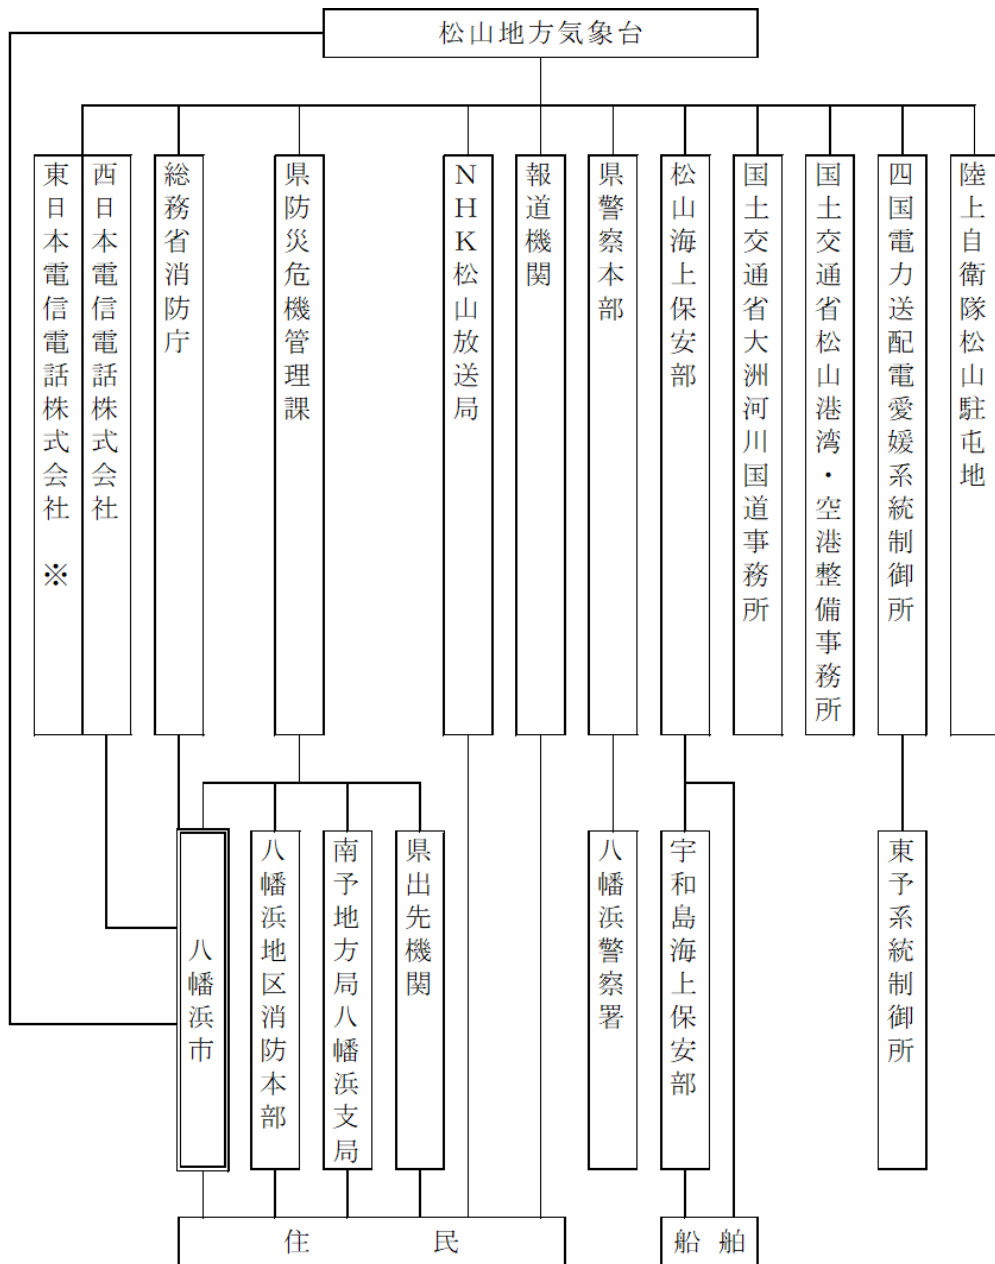 松山地方気象台
東日本電信電話株式会社 ※
西日本電信電話株式会社
総務省消防庁
県防災危機管理課
NHK松山放送局
報道機関
県警察本部
松山海上保安部
国土交通省大洲河川国道事務所
国土交通省松山港湾・空港整備事務所
四国電力送配電愛媛系統制御所
陸上自衛隊松山駐屯地
八幡浜市
八幡浜地区消防本部
南予地方局八幡浜支局
県出先機関
八幡浜警察署
宇和島海上保安部
東予系統制御所
住民
船舶